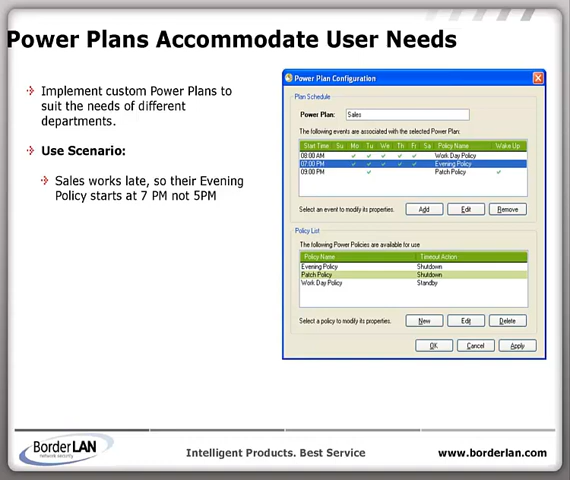 Power Plans Accommodate User Needs
Implement custom Power Plans to
suit the needs of different
departments.
Use Scenario:
Sales works late, so their Evening
Policy starts at 7 PM not 5PM
Power Plan Configuration
Plan Schedule
Power Plan: Sales
The following events are associated with the selected Power Plan:
Start Time Su Mo Tu We Th Fr Sa Policy Name Wake Up
08:00 AM Work Day Policy
07:00 PM Evening Policy
09:00 PM Patch Policy
Select an event to modify its properties. Add Edit Remove
Policy List
The following Power Policies are available for use
Policy Name Timeout Action
Evening Policy Shutdown
Patch Policy Shutdown
Work Day Policy Standby
Select a policy to modify its properties. New Edit Delete
OK Cancel Apply
BorderLAN
network security
Intelligent Products. Best Service
www.borderlan.com